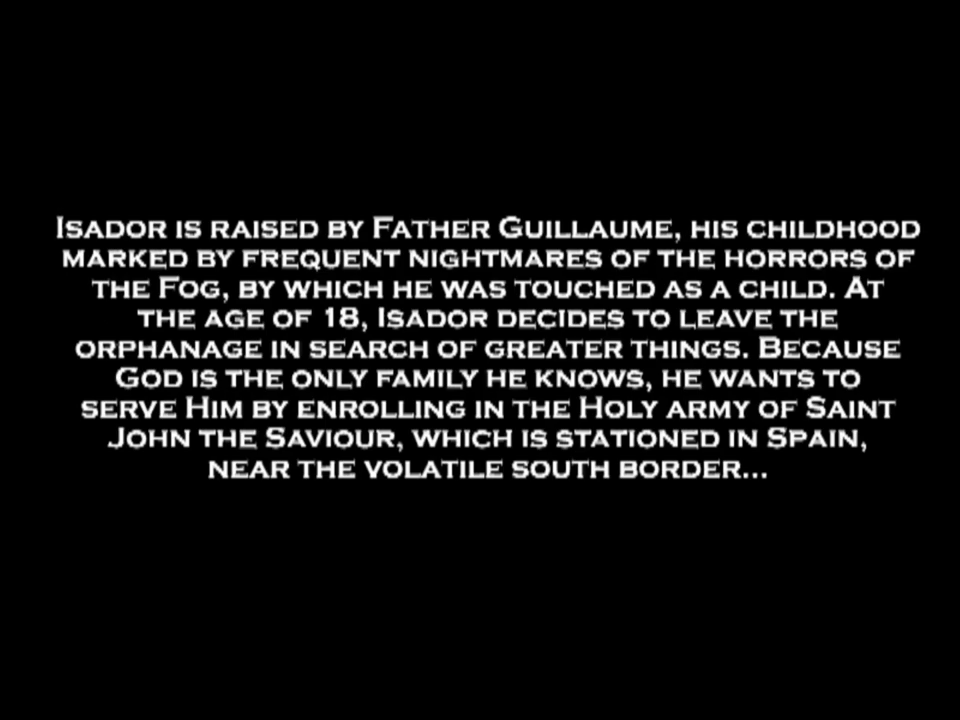 Isador is raised by Father Guillaume, his childhood
marked by frequent nightmares of the horrors of
the Fog, by which he was touched as a child. At
the age of 18, Isador decides to leave the
orphanage in search of greater things. Because
God is the only family he knows, he wants to
serve Him by enrolling in the Holy army of Saint
John the Saviour, which is stationed in Spain,
near the volatile south border...